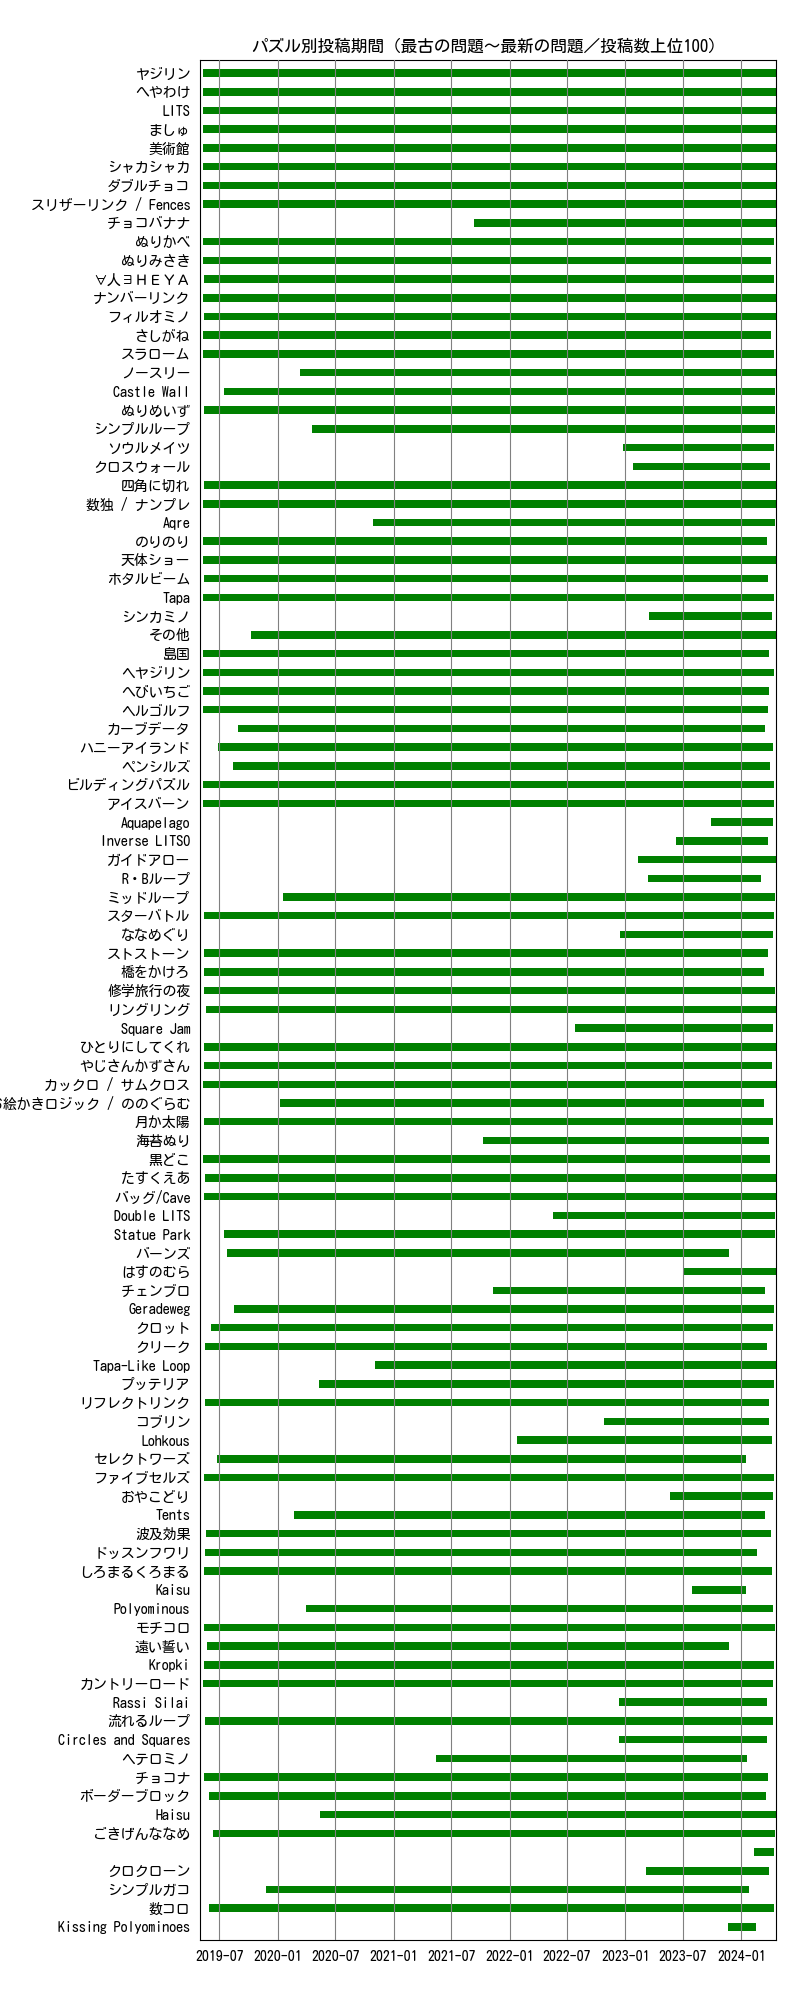 パズル別投稿期間（最古の問題～最新の問題／投稿数上位100）
ヤジリン
へやわけ
LITS
ましゅ
美術館
シャカシャカ
ダブルチョコ
スリザーリンク / Fences
チョコバナナ
ぬりかべ
ぬりみさき
∀人∃ＨＥＹＡ
ナンバーリンク
フィルオミノ
さしがね
スラローム
ノースリー
Castle Wall
ぬりめいず
シンプルループ
ソウルメイツ
クロスウォール
四角に切れ
数独 / ナンプレ
Aqre
のりのり
天体ショー
ホタルビーム
Tapa
シンカミノ
その他
島国
ヘヤジリン
へびいちご
ヘルゴルフ
カーブデータ
ハニーアイランド
ペンシルズ
ビルディングパズル
アイスバーン
Aquapelago
Inverse LITSO
ガイドアロー
R・Bループ
ミッドループ
スターバトル
ななめぐり
ストストーン
橋をかけろ
修学旅行の夜
リングリング
Square Jam
ひとりにしてくれ
やじさんかずさん
カックロ / サムクロス
絵かきロジック / ののぐらむ
月か太陽
海苔ぬり
黒どこ
たすくえあ
バッグ/Cave
Double LITS
Statue Park
バーンズ
はすのむら
チェンブロ
Geradeweg
クロット
クリーク
Tapa-Like Loop
プッテリア
リフレクトリンク
コブリン
Lohkous
セレクトワーズ
ファイブセルズ
おやこどり
Tents
波及効果
ドッスンフワリ
しろまるくろまる
Kaisu
Polyominous
モチコロ
遠い誓い
Kropki
カントリーロード
Rassi Silai
流れるループ
Circles and Squares
ヘテロミノ
チョコナ
ボーダーブロック
Haisu
ごきげんななめ
クロクローン
シンプルガコ
数コロ
Kissing Polyominoes
2019-07 2020-01 2020-07 2021-01 2021-07 2022-01 2022-07 2023-01 2023-07 2024-01